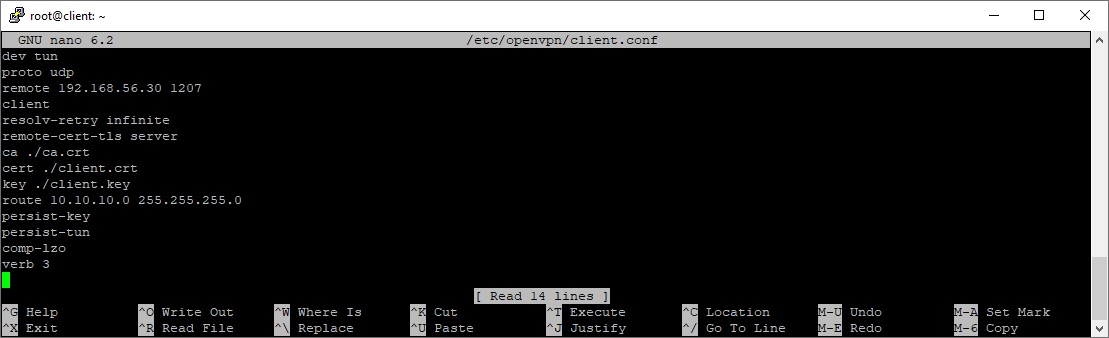 root@client: ~
GNU nano 6.2 /etc/openvpn/client.conf
dev tun
proto udp
remote 192.168.56.30 1207
client
resolv-retry infinite
remote-cert-tls server
ca ./ca.crt
cert ./client.crt
key ./client.key
route 10.10.10.0 255.255.255.0
persist-key
persist-tun
comp-lzo
verb 3
[ Read 14 lines ]
^G Help ^O Write Out ^W Where Is ^K Cut ^T Execute ^C Location M-U Undo M-A Set Mark
^X Exit ^R Read File ^\ Replace ^U Paste ^J Justify ^/ Go To Line M-E Redo M-6 Copy